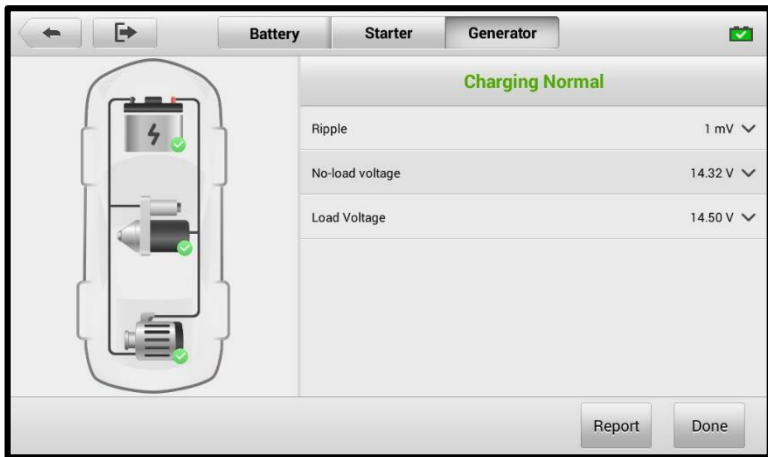 Battery Starter Generator
Charging Normal
Ripple 1 mV
No-load voltage 14.32 V
Load Voltage 14.50 V
Report Done